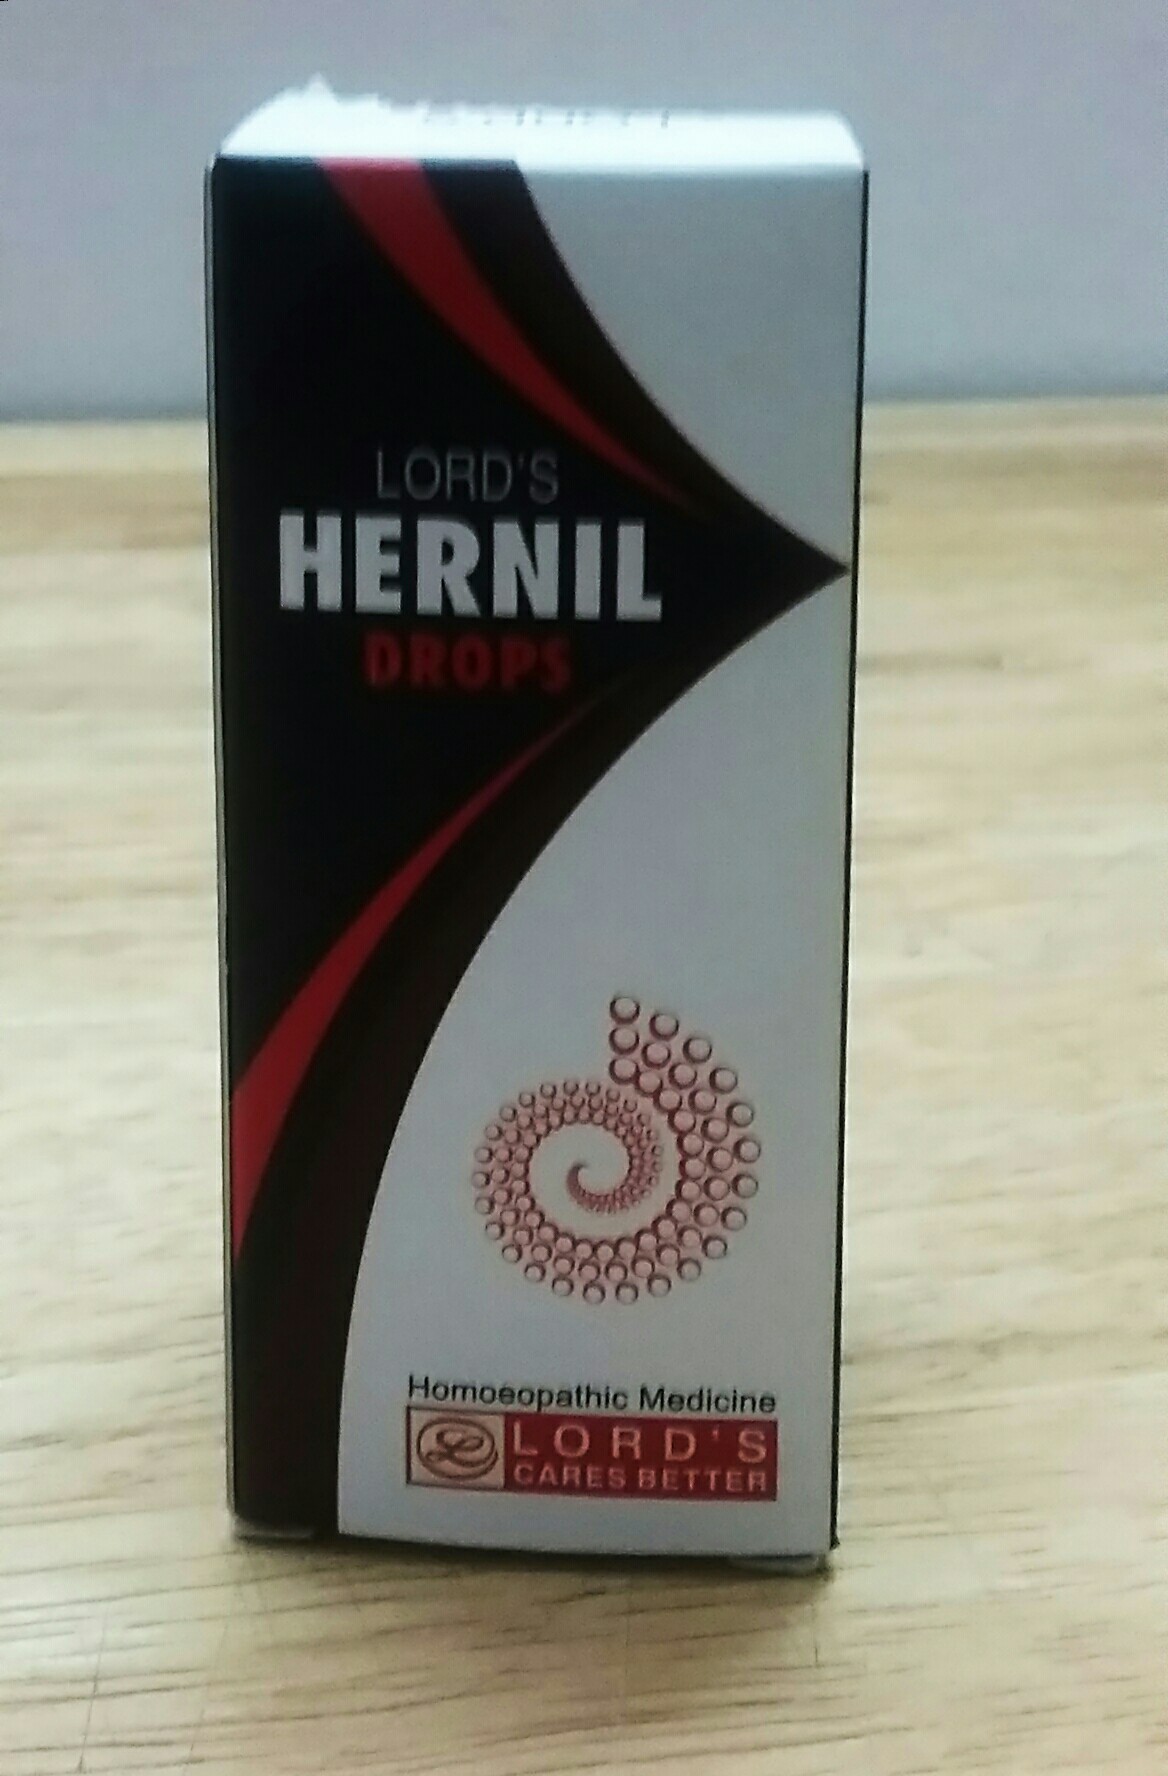 LORD'S
HERNIL
DROPS
Homoeopathic Medicine
LORD'S
CARES BETTER